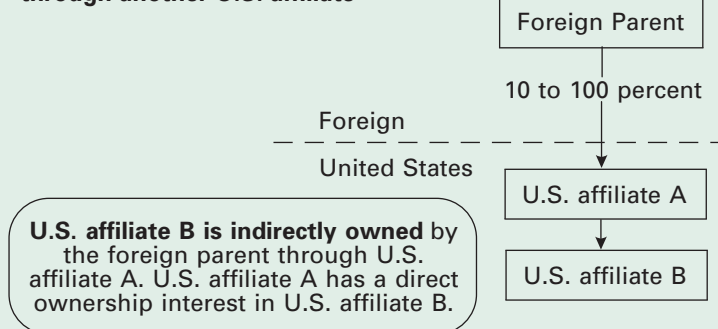 through another U.S. affiliate
Foreign Parent
10 to 100 percent
Foreign
United States
U.S. affiliate A
U.S. affiliate B is indirectly owned by
the foreign parent through U.S.
affiliate A. U.S. affiliate A has a direct
ownership interest in U.S. affiliate B.
U.S. affiliate B